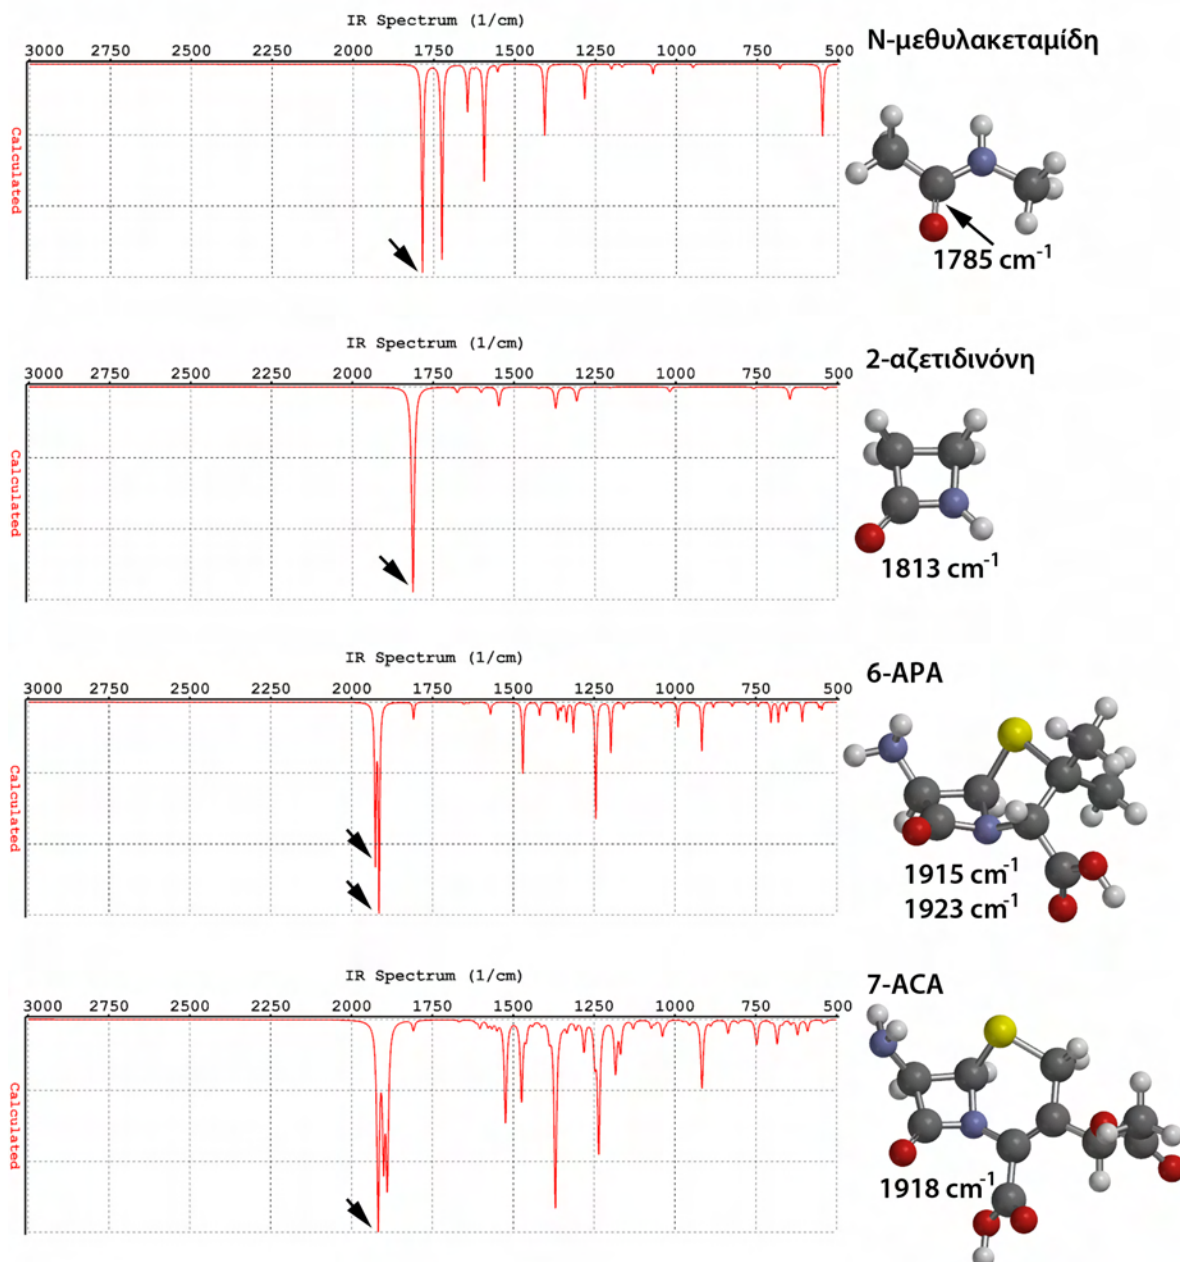 IR Spectrum (1/cm)
3000 2750 2500 2250 2000 1750 1500 1250 1000 750 500
Calculated
N-μεθυλακεταμίδη
1785 cm-1
IR Spectrum (1/cm)
3000 2750 2500 2250 2000 1750 1500 1250 1000 750 500
Calculated
2-αζετιδινόνη
1813 cm-1
IR Spectrum (1/cm)
3000 2750 2500 2250 2000 1750 1500 1250 1000 750 500
Calculated
6-APA
1915 cm-1
1923 cm-1
IR Spectrum (1/cm)
3000 2750 2500 2250 2000 1750 1500 1250 1000 750 500
Calculated
7-ACA
1918 cm-1